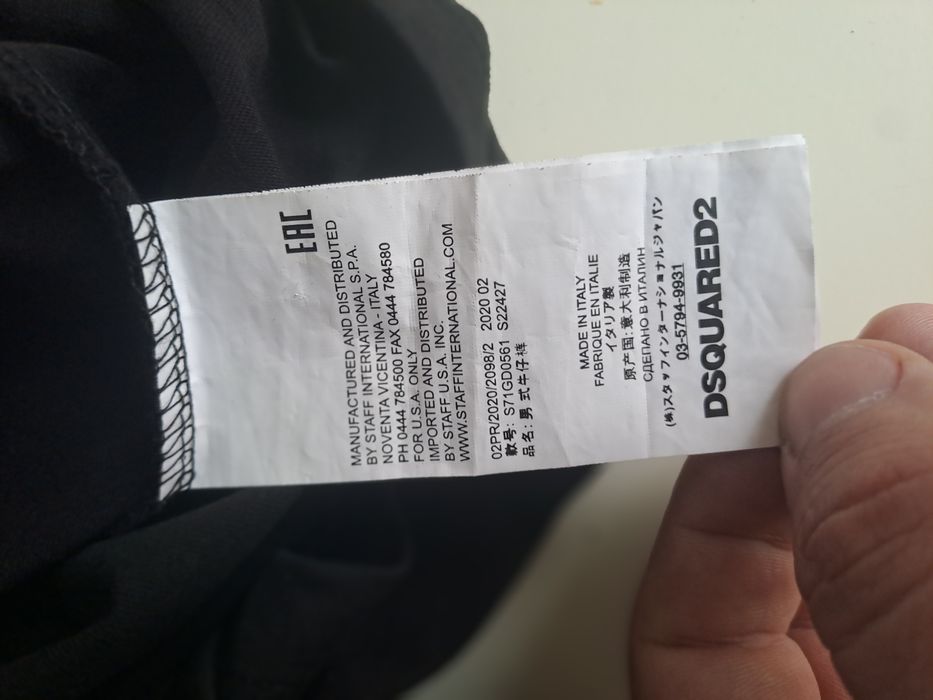 EAC
MANUFACTURED AND DISTRIBUTED
BY STAFF INTERNATIONAL S.P.A.
NOVENTA VICENTINA - ITALY
PH 0444 784500 FAX 0444 784580
FOR U.S.A. ONLY
IMPORTED AND DISTRIBUTED
BY STAFF U.S.A. INC.
WWW.STAFFINTERNATIONAL.COM
02PR/2020/2098/2 2020 02
款号: S71GD0561 S22427
品名: 男式牛仔裤
MADE IN ITALY
FABRIQUE EN ITALIE
イタリア製
原产国: 意大利制造
СДЕЛАНО В ИТАЛИИ
(株)スタッフインターナショナルジャパン
03-5794-9931
DSQUARED2